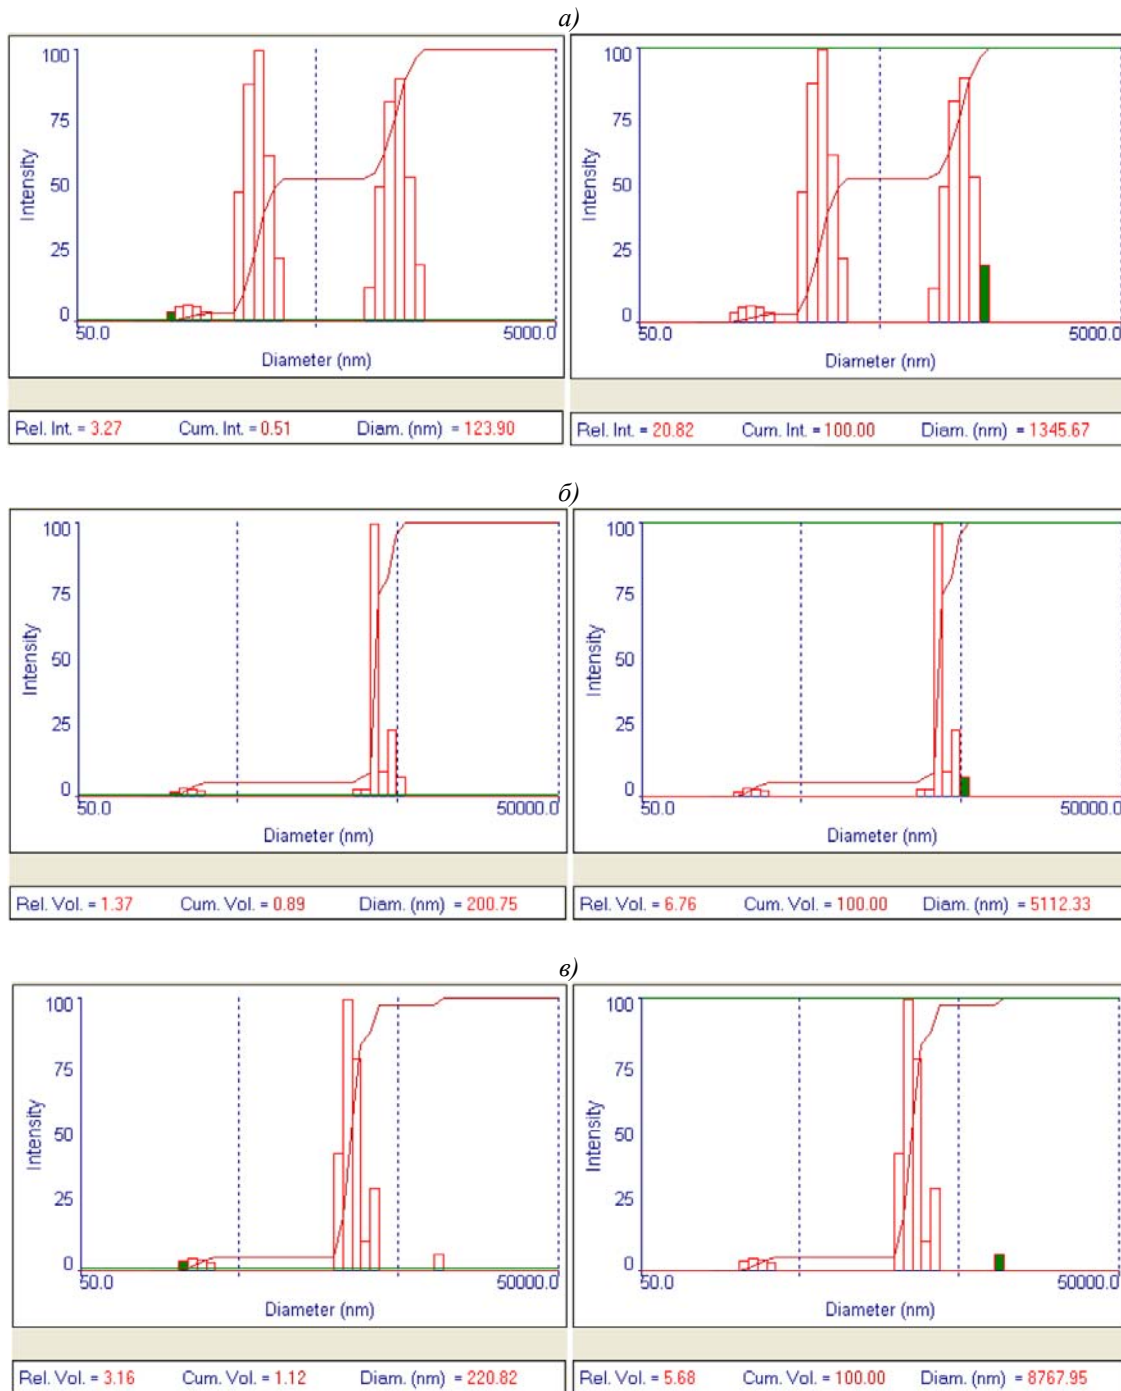 а)
100
75
50
25
0
Intensity
50.0
5000.0
Diameter (nm)
Rel. Int. = 3.27 Cum. Int. = 0.51 Diam. (nm) = 123.90
100
75
50
25
0
Intensity
50.0
5000.0
Diameter (nm)
Rel. Int. = 20.82 Cum. Int. = 100.00 Diam. (nm) = 1345.67
б)
100
75
50
25
0
Intensity
50.0
50000.0
Diameter (nm)
Rel. Vol. = 1.37 Cum. Vol. = 0.89 Diam. (nm) = 200.75
100
75
50
25
0
Intensity
50.0
50000.0
Diameter (nm)
Rel. Vol. = 6.76 Cum. Vol. = 100.00 Diam. (nm) = 5112.33
в)
100
75
50
25
0
Intensity
50.0
50000.0
Diameter (nm)
Rel. Vol. = 3.16 Cum. Vol. = 1.12 Diam. (nm) = 220.82
100
75
50
25
0
Intensity
50.0
50000.0
Diameter (nm)
Rel. Vol. = 5.68 Cum. Vol. = 100.00 Diam. (nm) = 8767.95